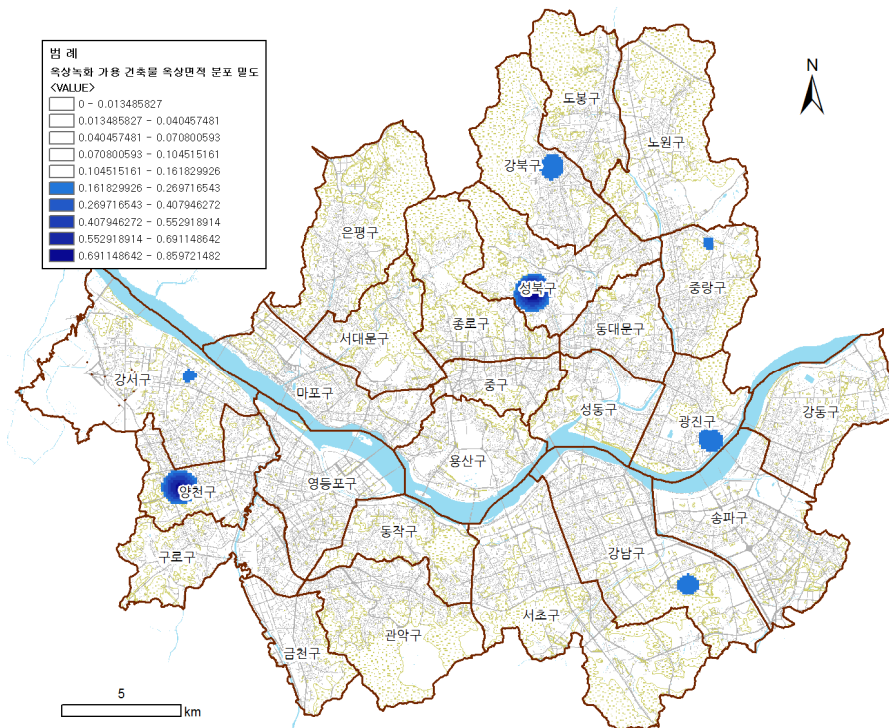 범 례
옥상녹화 가용 건축물 옥상면적 분포 밀도
<VALUE>
0 - 0.013485827
0.013485827 - 0.040457481
0.040457481 - 0.070800593
0.070800593 - 0.104515161
0.104515161 - 0.161829926
0.161829926 - 0.269716543
0.269716543 - 0.407946272
0.407946272 - 0.552918914
0.552918914 - 0.691148642
0.691148642 - 0.859721482
N
도봉구
노원구
강북구
은평구
성북구
중랑구
종로구
동대문구
서대문구
강서구
마포구
중구
성동구
강동구
광진구
용산구
영등포구
양천구
송파구
동작구
구로구
강남구
서초구
관악구
금천구
5
km